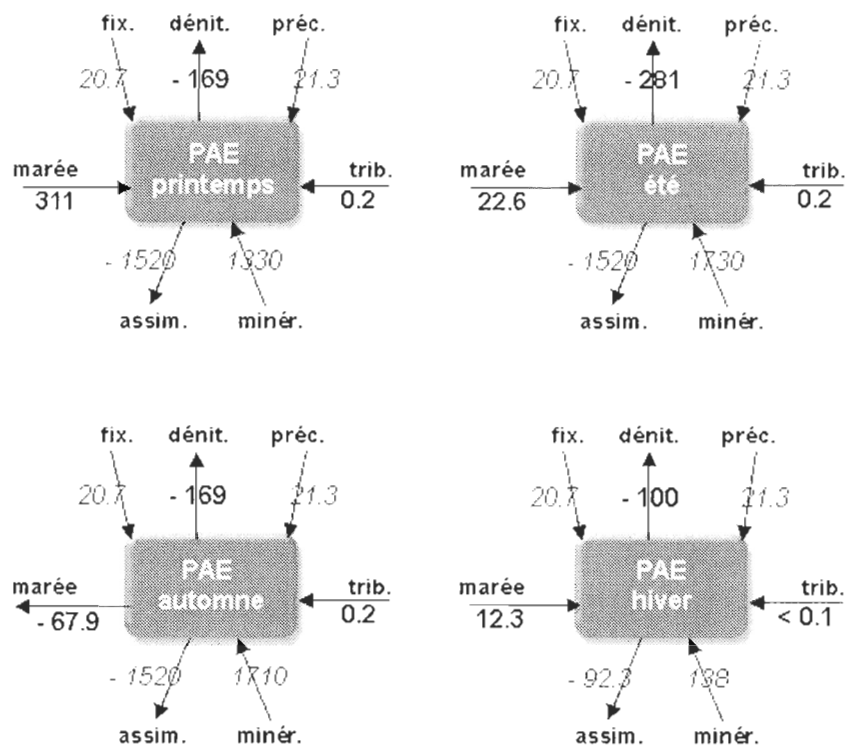 fix. dénit. préc.
20.7 - 169 21.3
PAE
printemps
marée
311
trib.
0.2
- 1520 1330
assim. minér.
fix. dénit. préc.
20.7 - 281 21.3
PAE
été
marée
22.6
trib.
0.2
- 1520 1730
assim. minér.
fix. dénit. préc.
20.7 - 169 21.3
PAE
automne
marée
- 67.9
trib.
0.2
- 1520 1710
assim. minér.
fix. dénit. préc.
20.7 - 100 21.3
PAE
hiver
marée
12.3
trib.
< 0.1
- 92.3 138
assim. minér.